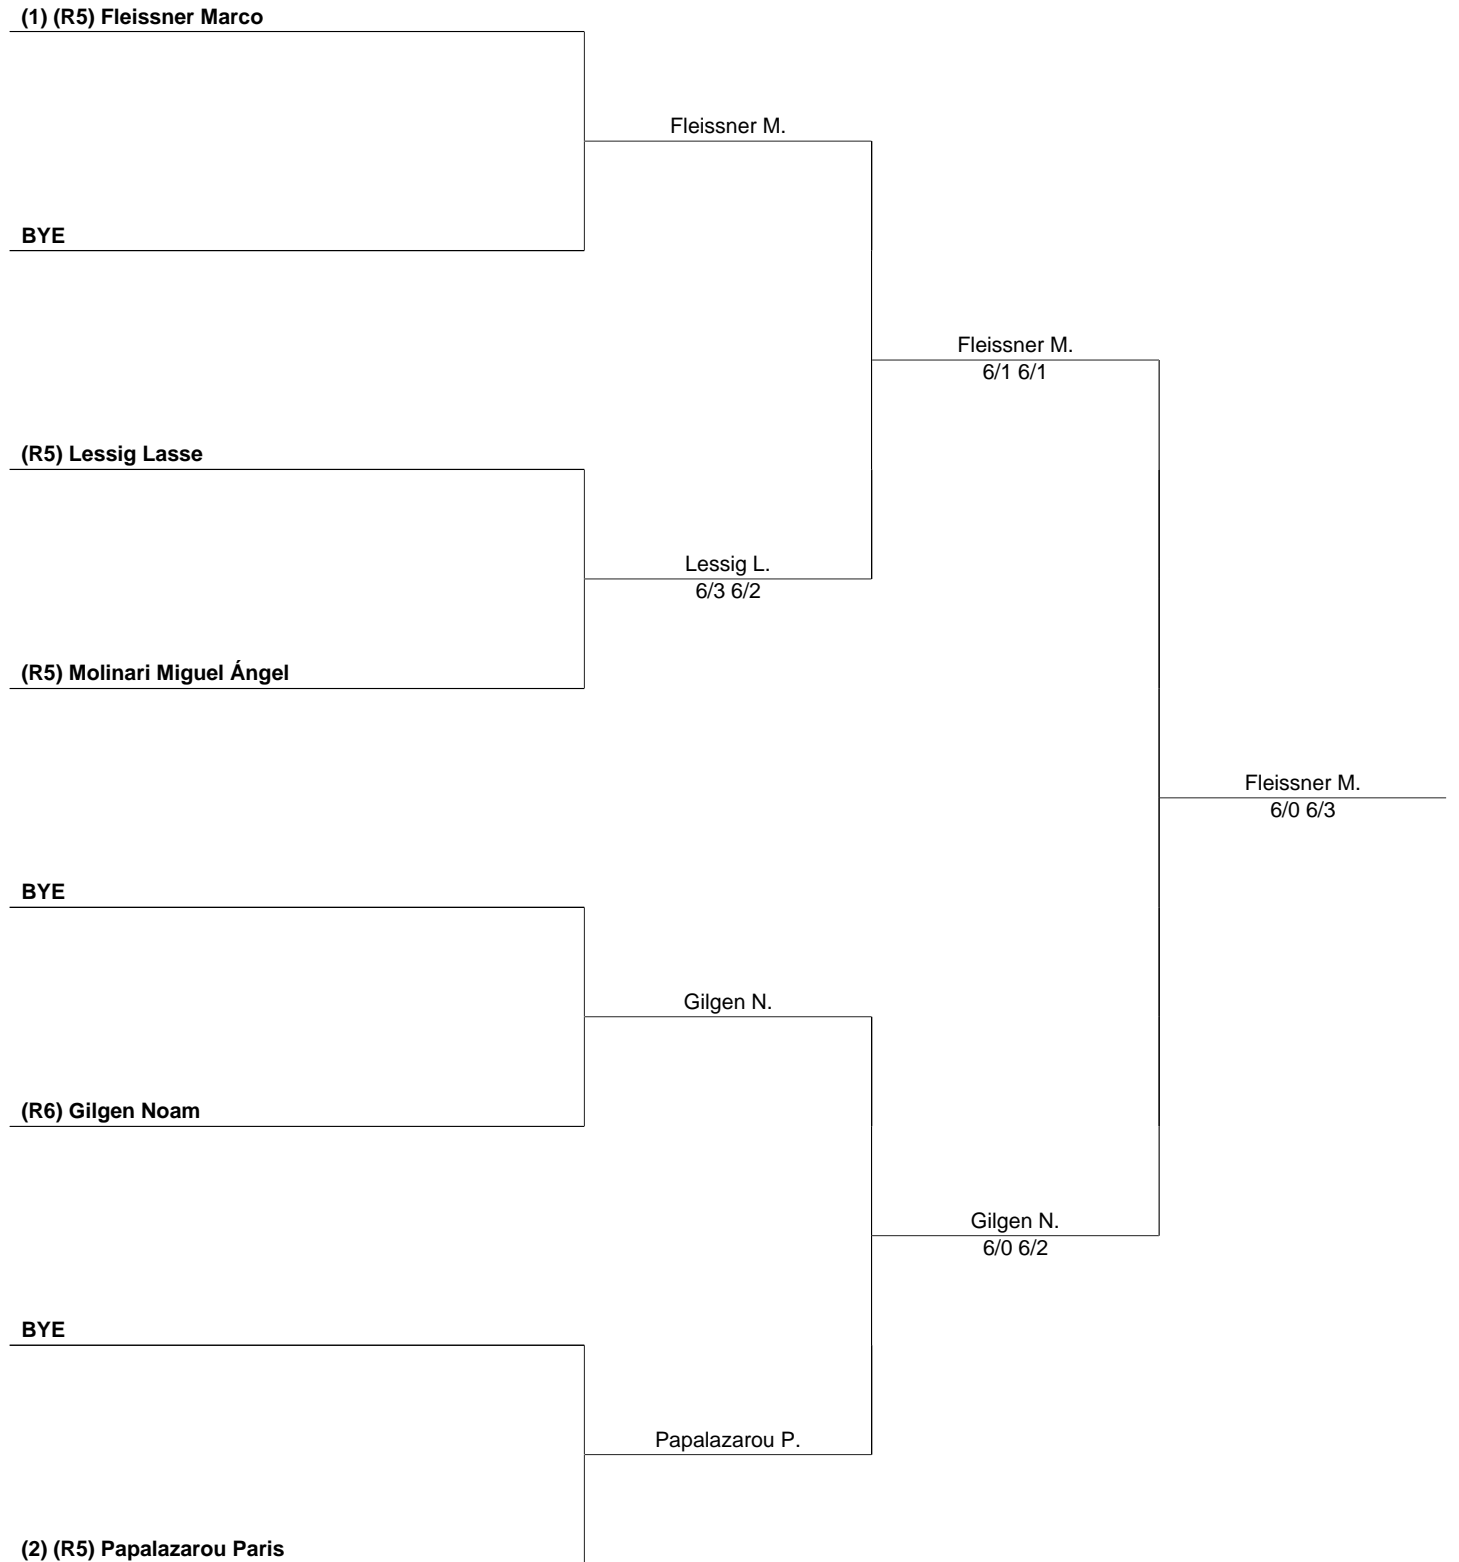 (1) (R5) Fleissner Marco
Fleissner M.
BYE
Fleissner M.
6/1 6/1
(R5) Lessig Lasse
Lessig L.
6/3 6/2
(R5) Molinari Miguel Ángel
Fleissner M.
6/0 6/3
BYE
Gilgen N.
(R6) Gilgen Noam
Gilgen N.
6/0 6/2
BYE
Papalazarou P.
(2) (R5) Papalazarou Paris